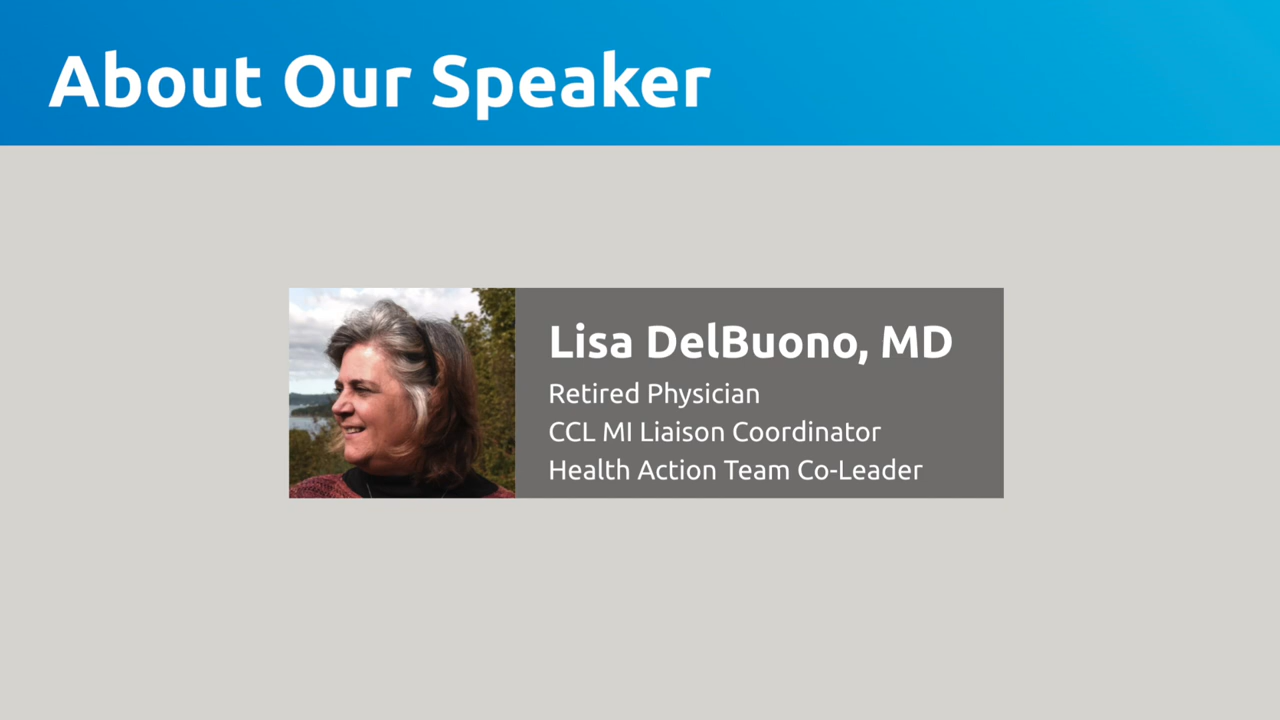 About Our Speaker
Lisa DelBuono, MD
Retired Physician
CCL MI Liaison Coordinator
Health Action Team Co-Leader